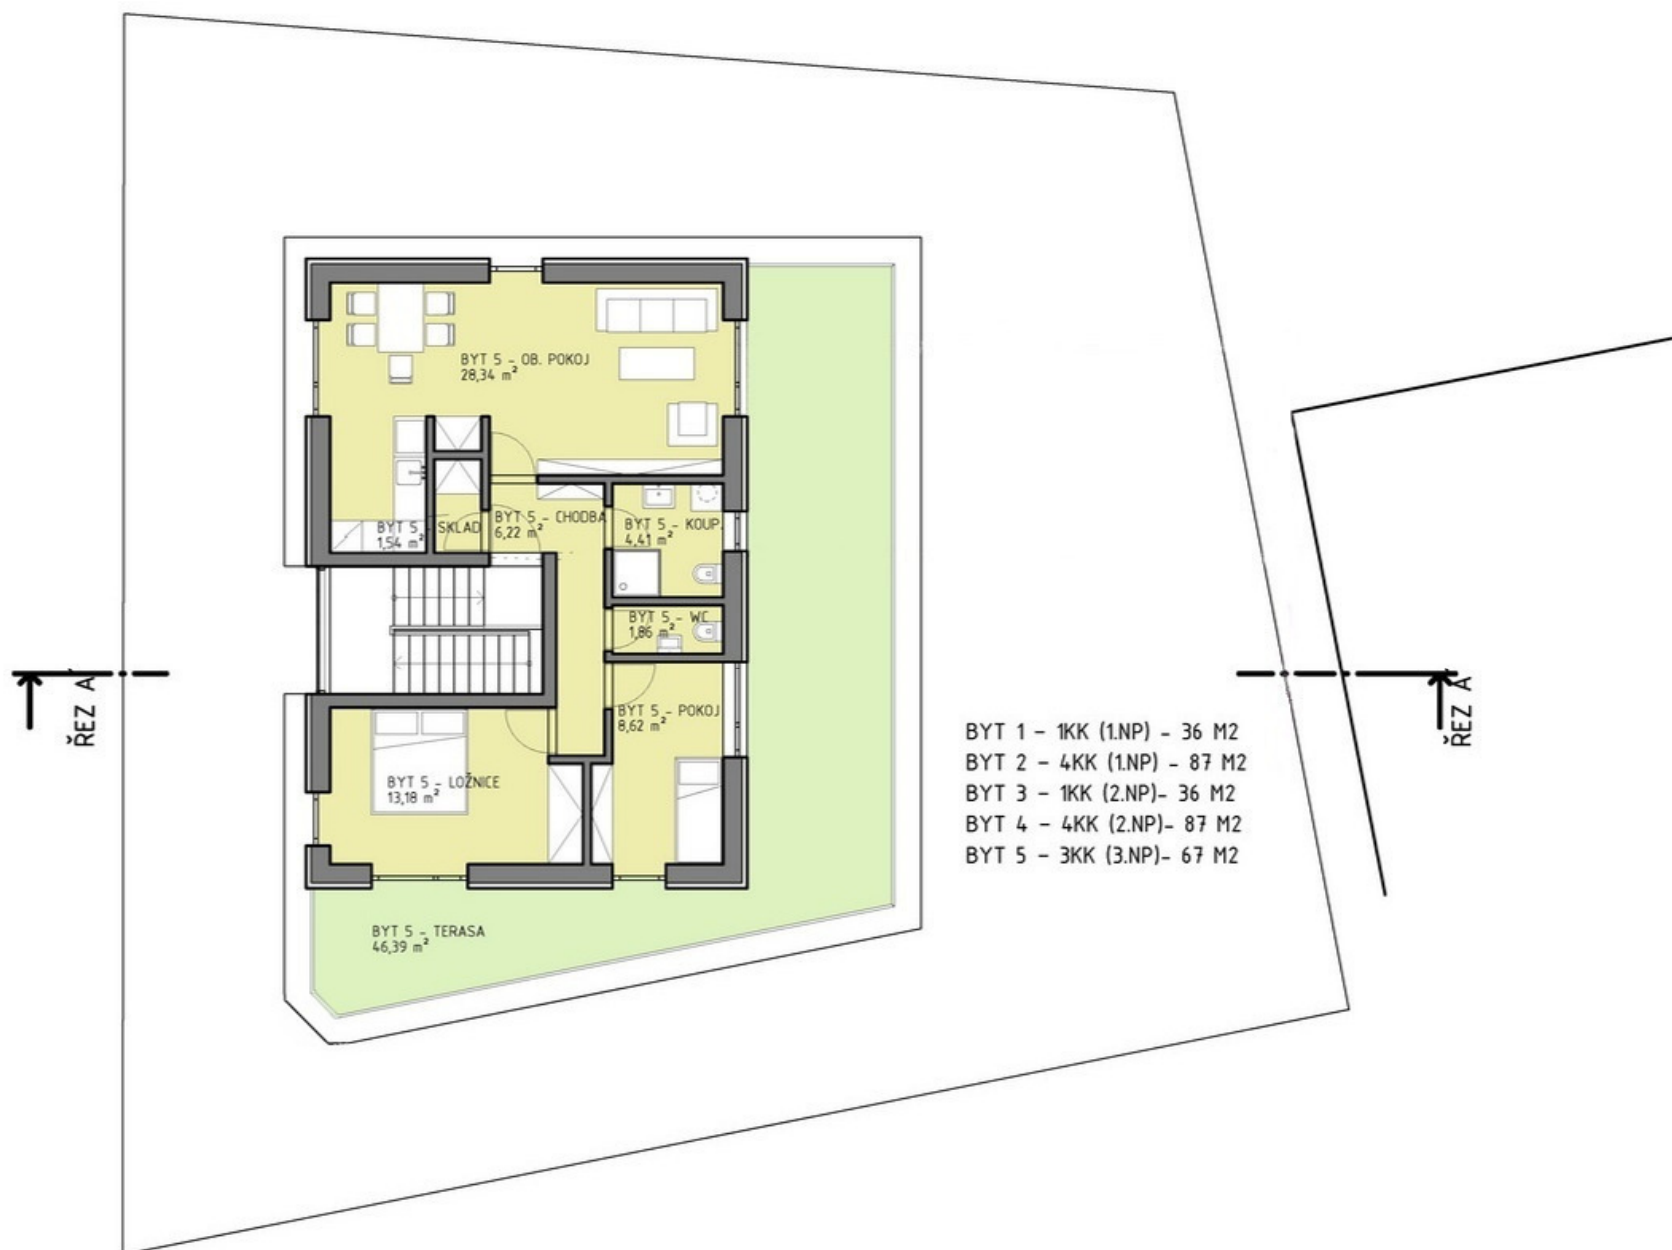 BYT 5 - OB. POKOJ
28,34 m²
BYT 5 - SKLAD
1,54 m²
BYT 5 - CHODBA
6,22 m²
BYT 5 - KOUP.
4,41 m²
BYT 5 - WC
1,86 m²
BYT 5 - POKOJ
8,62 m²
BYT 5 - LOŽNICE
13,18 m²
BYT 5 - TERASA
46,39 m²
ŘEZ A´
ŘEZ A´
BYT 1 - 1KK (1.NP) - 36 M2
BYT 2 - 4KK (1.NP) - 87 M2
BYT 3 - 1KK (2.NP)- 36 M2
BYT 4 - 4KK (2.NP)- 87 M2
BYT 5 - 3KK (3.NP)- 67 M2